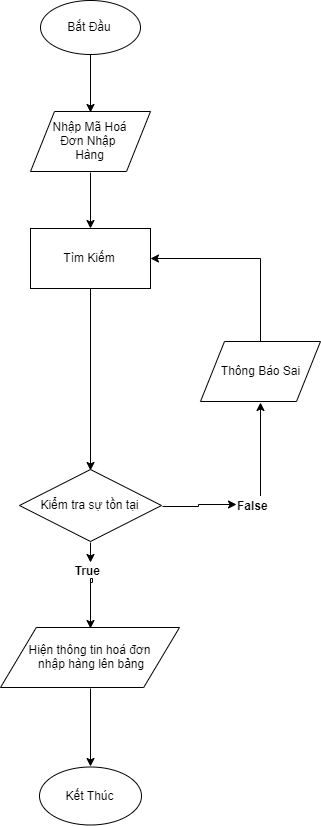 Bắt Đầu
Nhập Mã Hoá
Đơn Nhập
Hàng
Tìm Kiếm
Thông Báo Sai
Kiểm tra sự tồn tại
False
True
Hiện thông tin hoá đơn
nhập hàng lên bảng
Kết Thúc